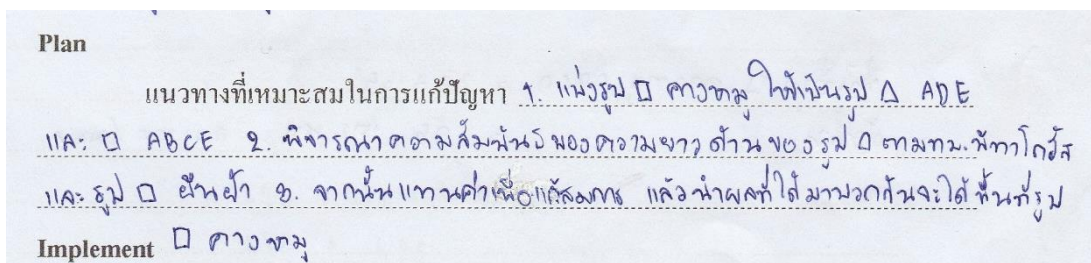 Plan
แนวทางที่เหมาะสมในการแก้ปัญหา 1. แบ่งรูป □ คางหมู ให้เป็นรูป △ ADE
และ □ ABCE 2. พิจารณาความสัมพันธ์ของความยาวด้านของรูป △ ตามทบ.พีทาโกรัส
และ รูป □ ผืนผ้า 3. จากนั้นแทนค่าเพื่อแก้สมการ แล้วนำผลที่ได้มาบวกกันจะได้พื้นที่รูป
Implement □ คางหมู